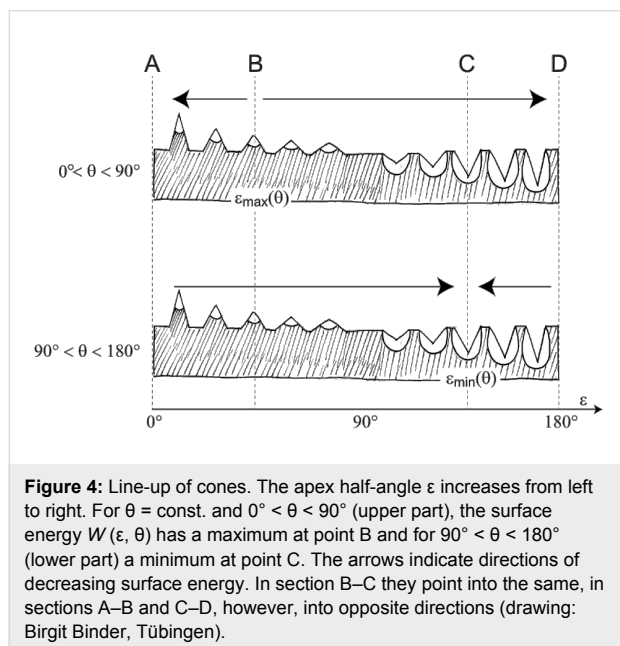 A B C D
0°< θ < 90°
εmax(θ)
90° < θ < 180°
εmin(θ)
ε
0° 90° 180°
Figure 4: Line-up of cones. The apex half-angle ε increases from left
to right. For θ = const. and 0° < θ < 90° (upper part), the surface
energy W (ε, θ) has a maximum at point B and for 90° < θ < 180°
(lower part) a minimum at point C. The arrows indicate directions of
decreasing surface energy. In section B–C they point into the same, in
sections A–B and C–D, however, into opposite directions (drawing:
Birgit Binder, Tübingen).